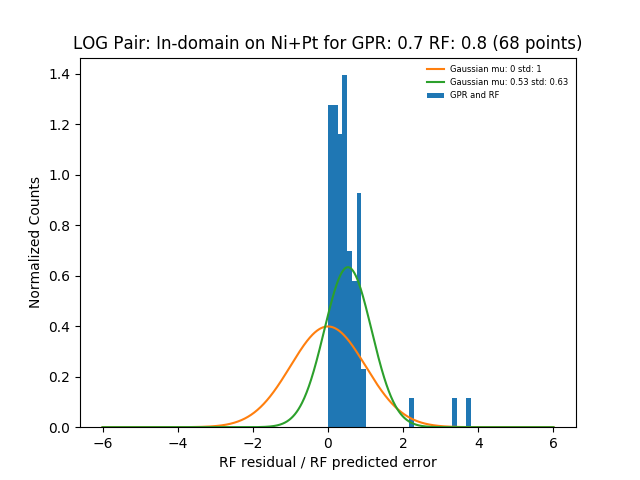 LOG Pair: In-domain on Ni+Pt for GPR: 0.7 RF: 0.8 (68 points)
Gaussian mu: 0 std: 1
Gaussian mu: 0.53 std: 0.63
GPR and RF
1.4
1.2
1.0
0.8
0.6
0.4
0.2
0.0
Normalized Counts
−6 −4 −2 0 2 4 6
RF residual / RF predicted error